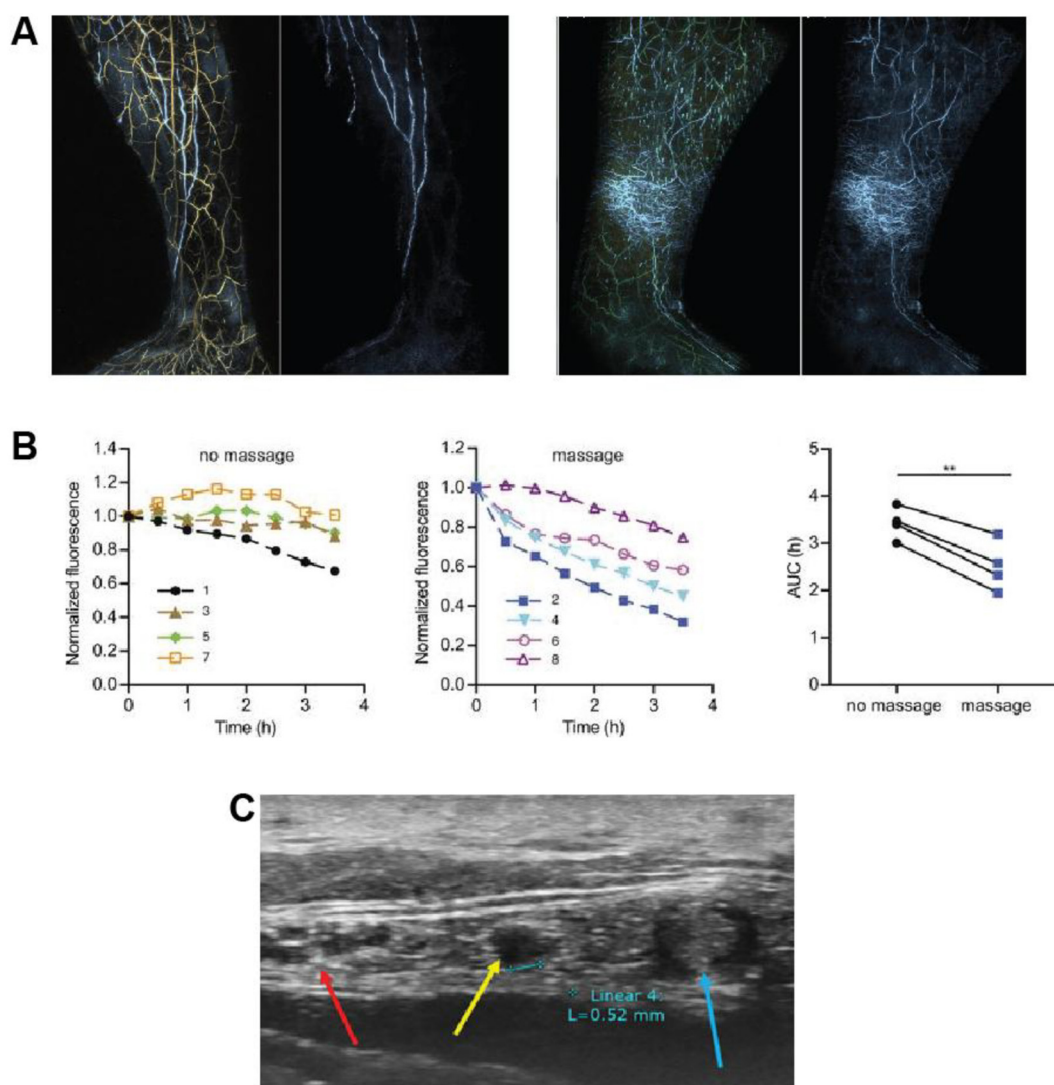 A
B
no massage
Normalized fluorescence
1.4
1.2
1.0
0.8
0.6
0.4
0.2
0.0
1
3
5
7
0
1
2
3
4
Time (h)
massage
Normalized fluorescence
1.2
1.0
0.8
0.6
0.4
0.2
0.0
2
4
6
8
0
1
2
3
4
Time (h)
**
AUC (h)
5
4
3
2
1
0
no massage
massage
C
Linear 4:
L=0.52 mm